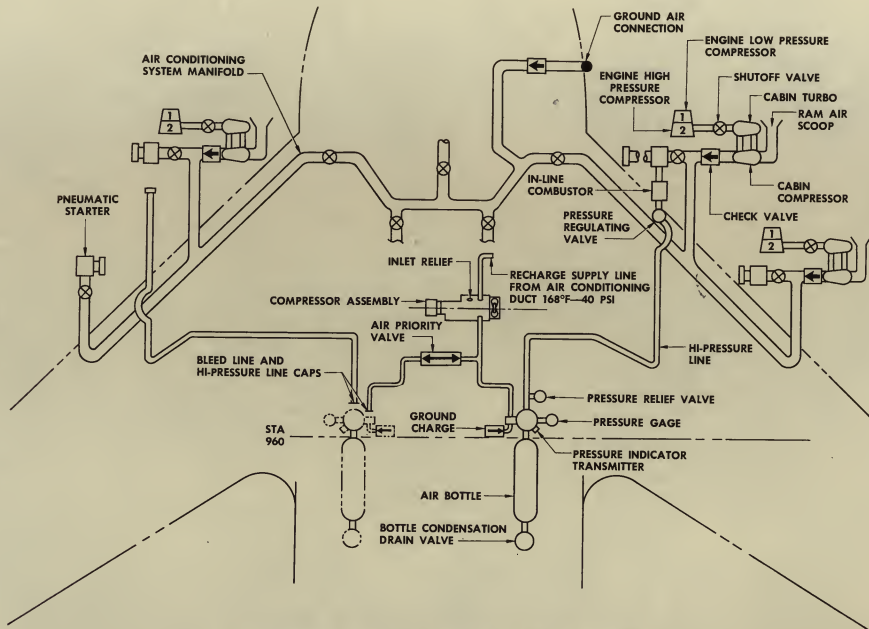 GROUND AIR
CONNECTION
ENGINE LOW PRESSURE
COMPRESSOR
AIR CONDITIONING
SYSTEM MANIFOLD
ENGINE HIGH
PRESSURE
COMPRESSOR
SHUTOFF VALVE
CABIN TURBO
RAM AIR
SCOOP
1
2
1
2
IN-LINE
COMBUSTOR
CABIN
COMPRESSOR
PNEUMATIC
STARTER
PRESSURE
REGULATING
VALVE
CHECK VALVE
1
2
INLET RELIEF
RECHARGE SUPPLY LINE
FROM AIR CONDITIONING
DUCT 168°F—40 PSI
COMPRESSOR ASSEMBLY
AIR PRIORITY
VALVE
HI-PRESSURE
LINE
BLEED LINE AND
HI-PRESSURE LINE CAPS
PRESSURE RELIEF VALVE
GROUND
CHARGE
PRESSURE GAGE
STA
960
PRESSURE INDICATOR
TRANSMITTER
AIR BOTTLE
BOTTLE CONDENSATION
DRAIN VALVE